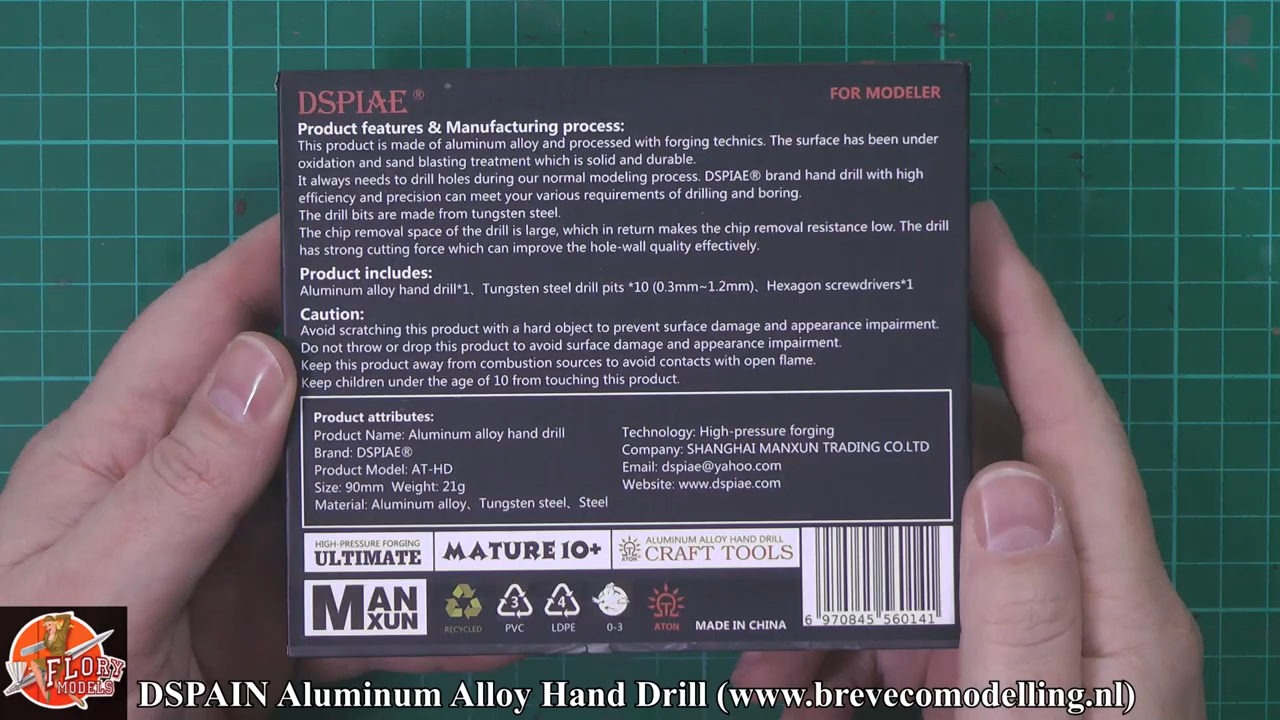 DSPIAE ®
FOR MODELER
Product features & Manufacturing process:
This product is made of aluminum alloy and processed with forging technics. The surface has been under
oxidation and sand blasting treatment which is solid and durable.
It always needs to drill holes during our normal modeling process. DSPIAE® brand hand drill with high
efficiency and precision can meet your various requirements of drilling and boring.
The drill bits are made from tungsten steel.
The chip removal space of the drill is large, which in return makes the chip removal resistance low. The drill
has strong cutting force which can improve the hole-wall quality effectively.
Product includes:
Aluminum alloy hand drill*1、Tungsten steel drill pits *10 (0.3mm~1.2mm)、Hexagon screwdrivers*1
Caution:
Avoid scratching this product with a hard object to prevent surface damage and appearance impairment.
Do not throw or drop this product to avoid surface damage and appearance impairment.
Keep this product away from combustion sources to avoid contacts with open flame.
Keep children under the age of 10 from touching this product.
Product attributes:
Product Name: Aluminum alloy hand drill
Brand: DSPIAE®
Product Model: AT-HD
Size: 90mm Weight: 21g
Material: Aluminum alloy、Tungsten steel、Steel
Technology: High-pressure forging
Company: SHANGHAI MANXUN TRADING CO.LTD
Email: dspiae@yahoo.com
Website: www.dspiae.com
HIGH-PRESSURE FORGING
ULTIMATE
MATURE 10+
ATON
ALUMINUM ALLOY HAND DRILL
CRAFT TOOLS
MANXUN
RECYCLED
3
PVC
4
LDPE
0-3
ATON
MADE IN CHINA
6 970845 560141
FLORY
MODELS
DSPAIN Aluminum Alloy Hand Drill (www.brevecomodelling.nl)